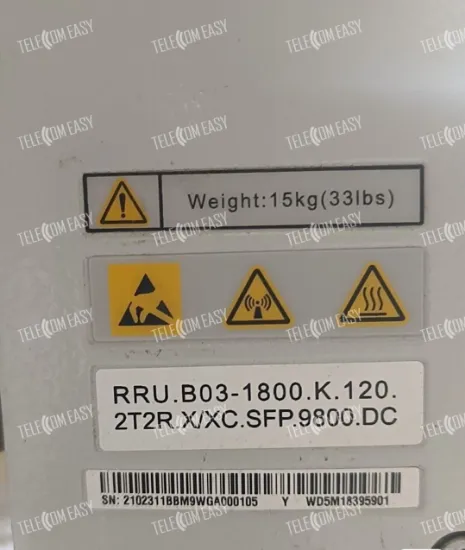 TELECOM EASY
Weight:15kg(33lbs)
RRU.B03-1800.K.120.
2T2R.X/XC.SFP.9800.DC
SN: 2102311BBM9WGA000105 Y WD5M18395901